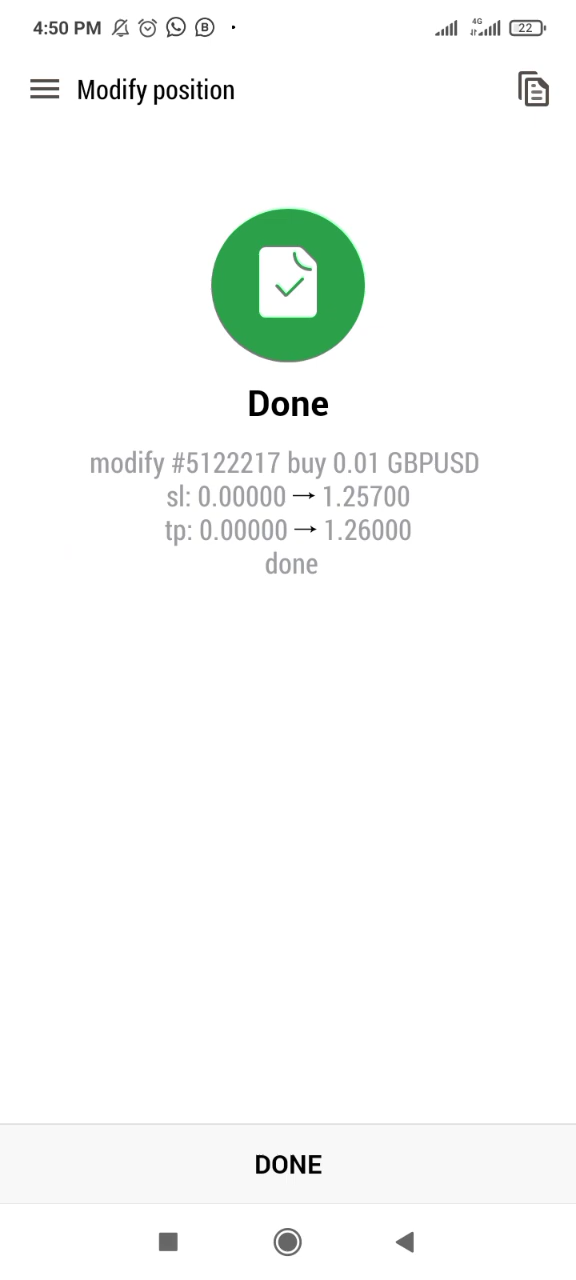 4:50 PM
4G
22
Modify position
Done
modify #5122217 buy 0.01 GBPUSD
sl: 0.00000 → 1.25700
tp: 0.00000 → 1.26000
done
DONE